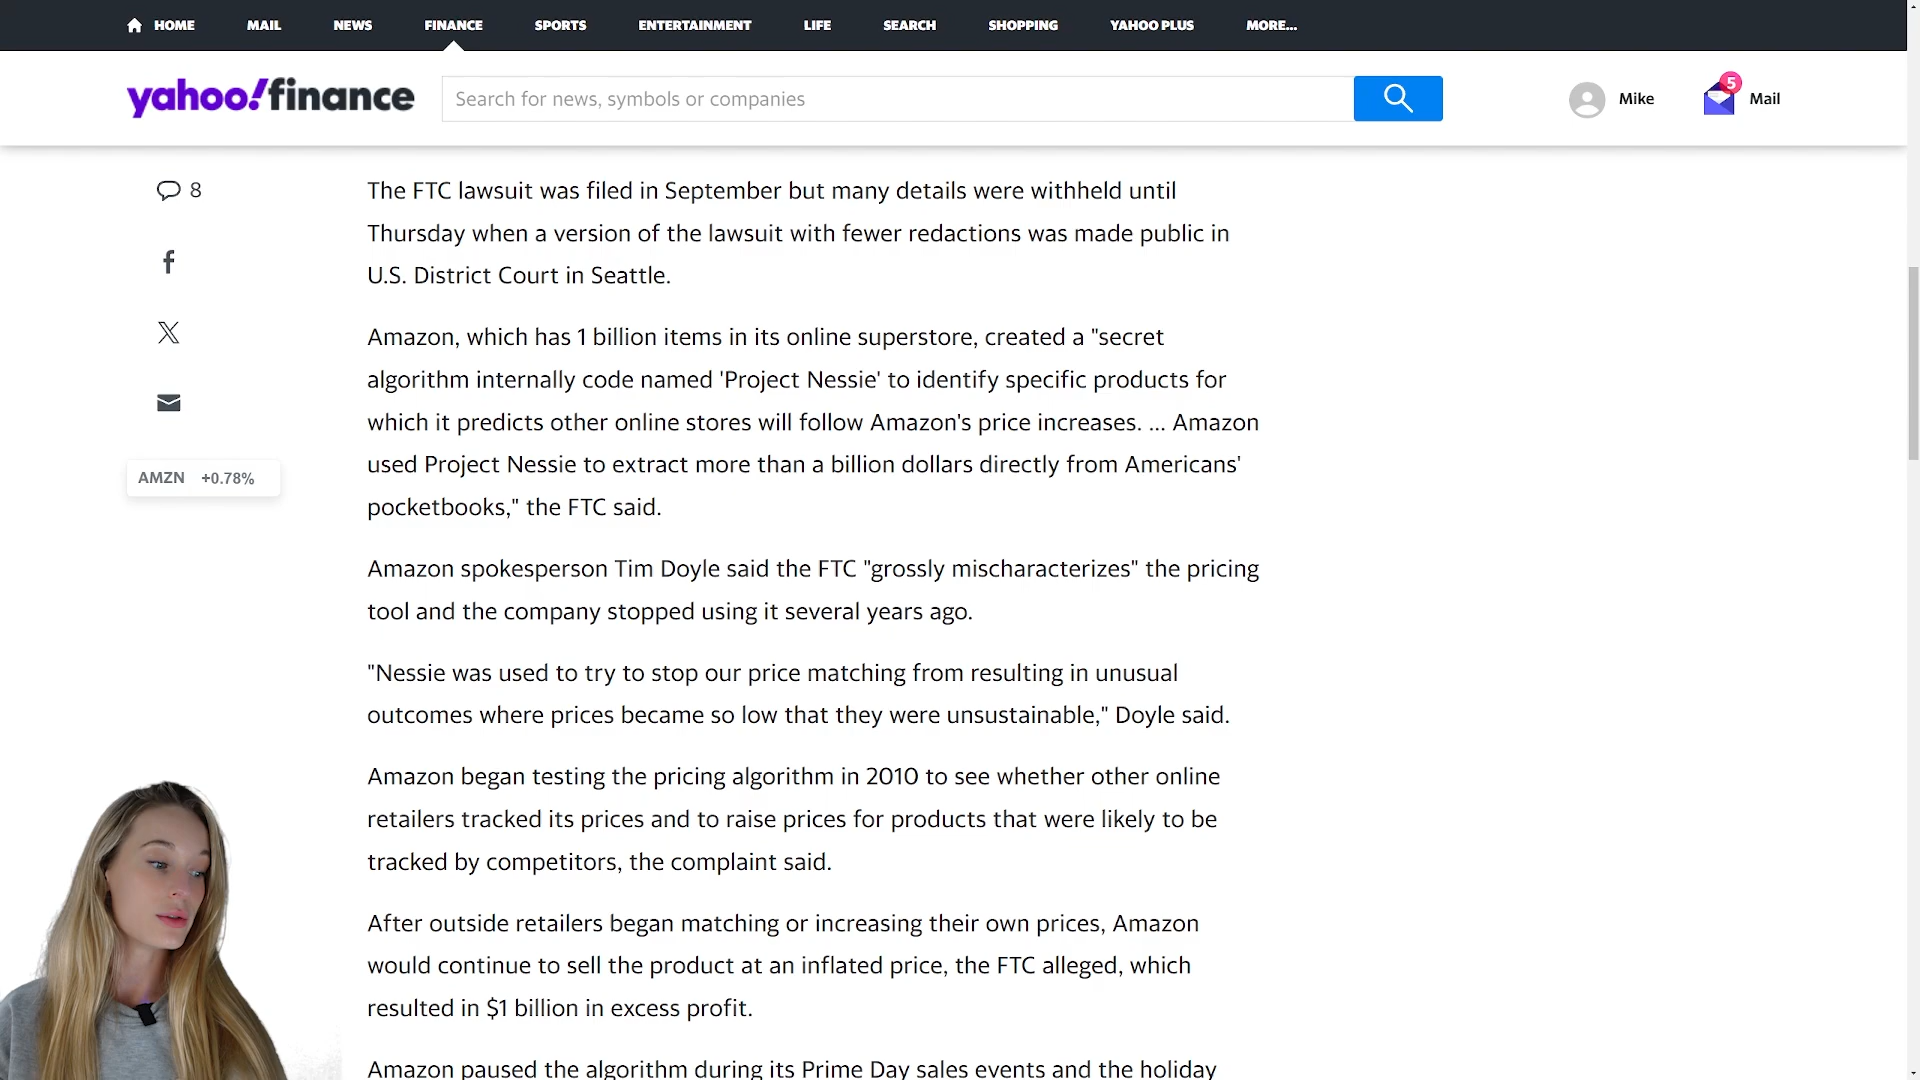 HOME MAIL NEWS FINANCE SPORTS ENTERTAINMENT LIFE SEARCH SHOPPING YAHOO PLUS MORE...
yahoo!finance
Search for news, symbols or companies
Mike
5
Mail
8
AMZN +0.78%
The FTC lawsuit was filed in September but many details were withheld until
Thursday when a version of the lawsuit with fewer redactions was made public in
U.S. District Court in Seattle.
Amazon, which has 1 billion items in its online superstore, created a "secret
algorithm internally code named 'Project Nessie' to identify specific products for
which it predicts other online stores will follow Amazon's price increases. ... Amazon
used Project Nessie to extract more than a billion dollars directly from Americans'
pocketbooks," the FTC said.
Amazon spokesperson Tim Doyle said the FTC "grossly mischaracterizes" the pricing
tool and the company stopped using it several years ago.
"Nessie was used to try to stop our price matching from resulting in unusual
outcomes where prices became so low that they were unsustainable," Doyle said.
Amazon began testing the pricing algorithm in 2010 to see whether other online
retailers tracked its prices and to raise prices for products that were likely to be
tracked by competitors, the complaint said.
After outside retailers began matching or increasing their own prices, Amazon
would continue to sell the product at an inflated price, the FTC alleged, which
resulted in $1 billion in excess profit.
Amazon paused the algorithm during its Prime Day sales events and the holiday